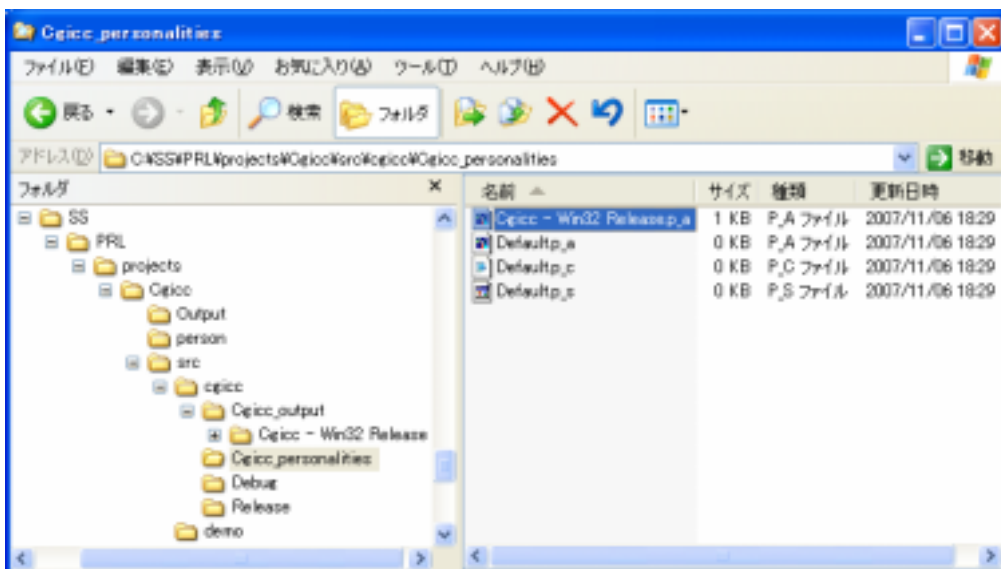 Cgicc_personalities
ファイル(F) 編集(E) 表示(V) お気に入り(A) ツール(T) ヘルプ(H)
戻る 検索 フォルダ
アドレス(D) C:¥SS¥PRL¥projects¥Cgicc¥src¥cgicc¥Cgicc_personalities 移動
フォルダ
SS
PRL
projects
Cgicc
Output
person
src
cgicc
Cgicc_output
Cgicc - Win32 Release
Cgicc_personalities
Debug
Release
demo
名前 サイズ 種類 更新日時
Cgicc - Win32 Release.p_a 1 KB P_A ファイル 2007/11/06 18:29
Default.p_a 0 KB P_A ファイル 2007/11/06 18:29
Default.p_c 0 KB P_C ファイル 2007/11/06 18:29
Default.p_s 0 KB P_S ファイル 2007/11/06 18:29